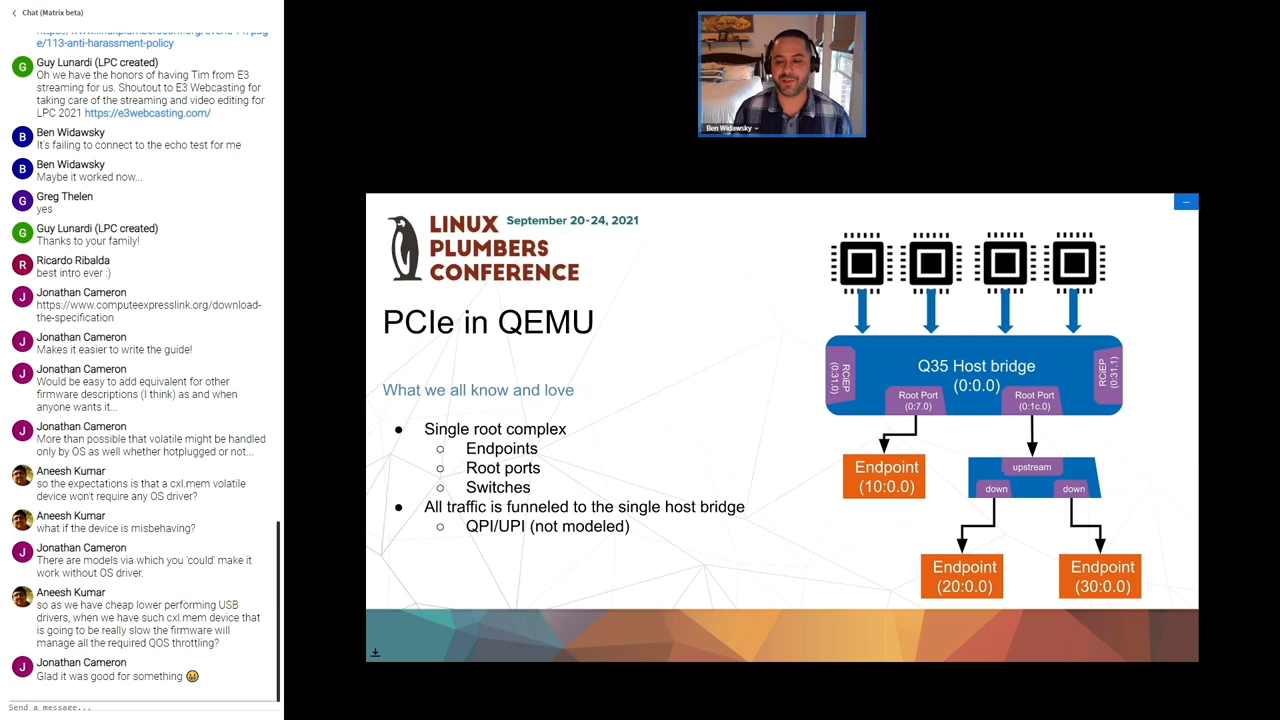 Chat (Matrix beta)
e/113-anti-harassment-policy
Guy Lunardi (LPC created)
Oh we have the honors of having Tim from E3
streaming for us. Shoutout to E3 Webcasting for
taking care of the streaming and video editing for
LPC 2021 https://e3webcasting.com/
Ben Widawsky
It's failing to connect to the echo test for me
Ben Widawsky
Maybe it worked now...
Greg Thelen
yes
Guy Lunardi (LPC created)
Thanks to your family!
Ricardo Ribalda
best intro ever :)
Jonathan Cameron
https://www.computeexpresslink.org/download-
the-specification
Jonathan Cameron
Makes it easier to write the guide!
Jonathan Cameron
Would be easy to add equivalent for other
firmware descriptions (I think) as and when
anyone wants it...
Jonathan Cameron
More than possible that volatile might be handled
only by OS as well whether hotplugged or not...
Aneesh Kumar
so the expectations is that a cxl.mem volatile
device won't require any OS driver?
Aneesh Kumar
what if the device is misbehaving?
Jonathan Cameron
There are models via which you 'could' make it
work without OS driver.
Aneesh Kumar
so as we have cheap lower performing USB
drivers, when we have such cxl.mem device that
is going to be really slow the firmware will
manage all the required QOS throttling?
Jonathan Cameron
Glad it was good for something
Send a message...
G
B
B
G
G
R
J
J
J
J
J
J
Ben Widawsky
LINUX
PLUMBERS
CONFERENCE
September 20-24, 2021
PCIe in QEMU
What we all know and love
● Single root complex
○ Endpoints
○ Root ports
○ Switches
● All traffic is funneled to the single host bridge
○ QPI/UPI (not modeled)
Q35 Host bridge
(0:0.0)
RCiEP
(0:31.0)
RCiEP
(0:31.1)
Root Port
(0:7.0)
Root Port
(0:1c.0)
Endpoint
(10:0.0)
upstream
down
down
Endpoint
(20:0.0)
Endpoint
(30:0.0)